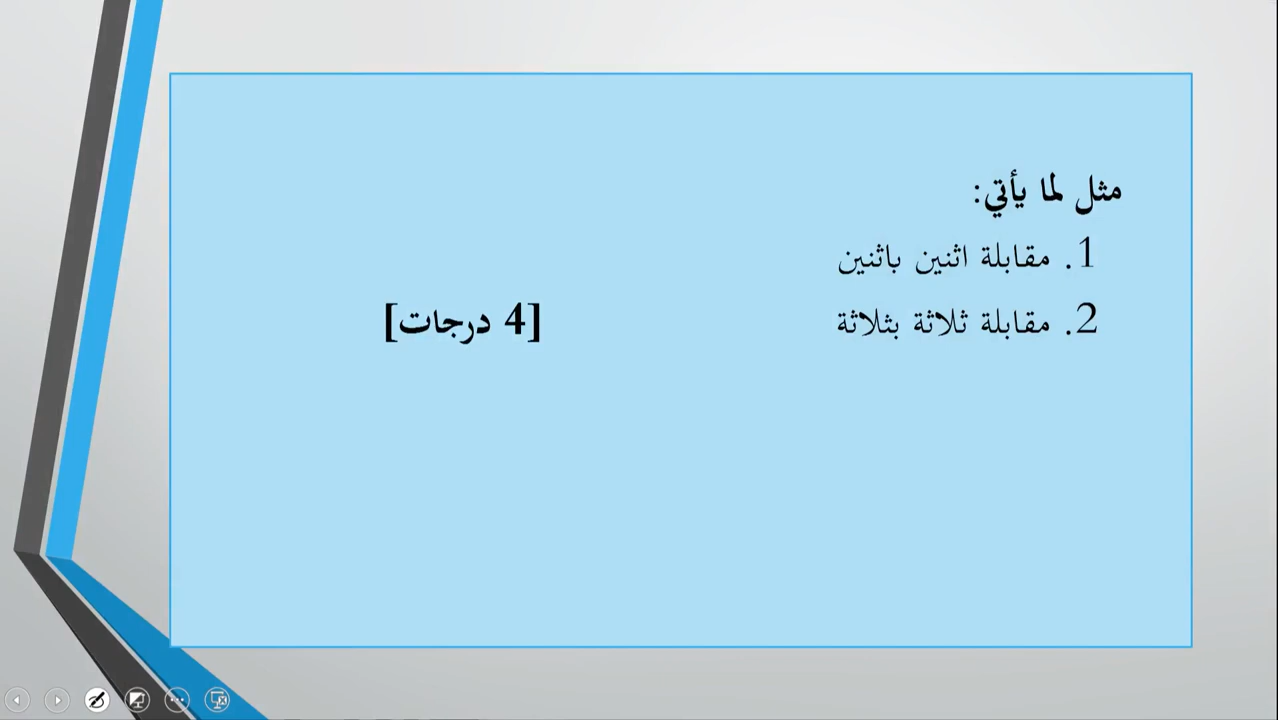 مثل لما يأتي:
1. مقابلة اثنين باثنين
2. مقابلة ثلاثة بثلاثة [4 درجات]